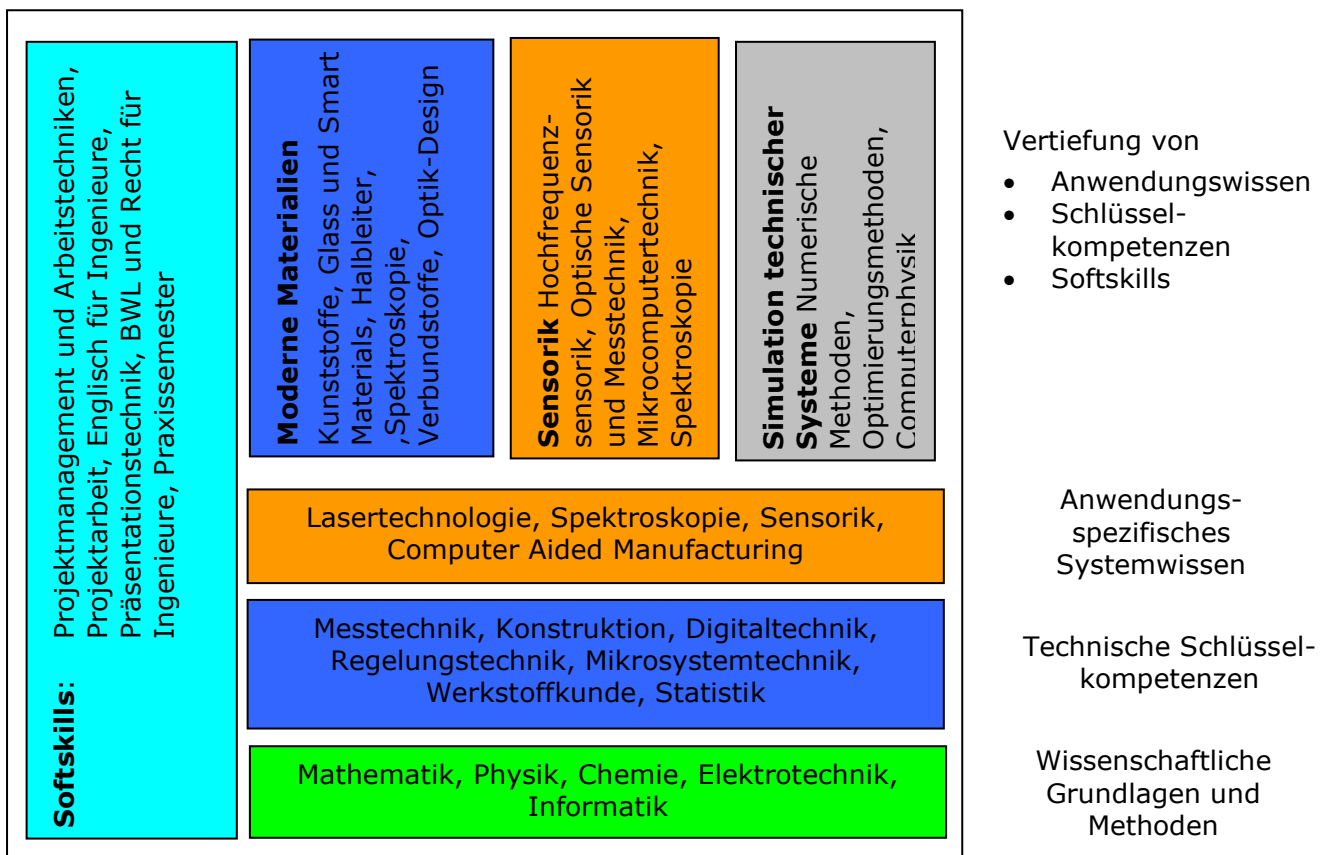 Softskills: Projektmanagement und Arbeitstechniken,
Projektarbeit, Englisch für Ingenieure,
Präsentationstechnik, BWL und Recht für
Ingenieure, Praxissemester
Moderne Materialien
Kunststoffe, Glass und Smart
Materials, Halbleiter,
,Spektroskopie,
Verbundstoffe, Optik-Design
Sensorik Hochfrequenz-
sensorik, Optische Sensorik
und Messtechnik,
Mikrocomputertechnik,
Spektroskopie
Simulation technischer
Systeme Numerische
Methoden,
Optimierungsmethoden,
Computerphysik
Vertiefung von
• Anwendungswissen
• Schlüssel-
kompetenzen
• Softskills
Lasertechnologie, Spektroskopie, Sensorik,
Computer Aided Manufacturing
Anwendungs-
spezifisches
Systemwissen
Messtechnik, Konstruktion, Digitaltechnik,
Regelungstechnik, Mikrosystemtechnik,
Werkstoffkunde, Statistik
Technische Schlüssel-
kompetenzen
Mathematik, Physik, Chemie, Elektrotechnik,
Informatik
Wissenschaftliche
Grundlagen und
Methoden